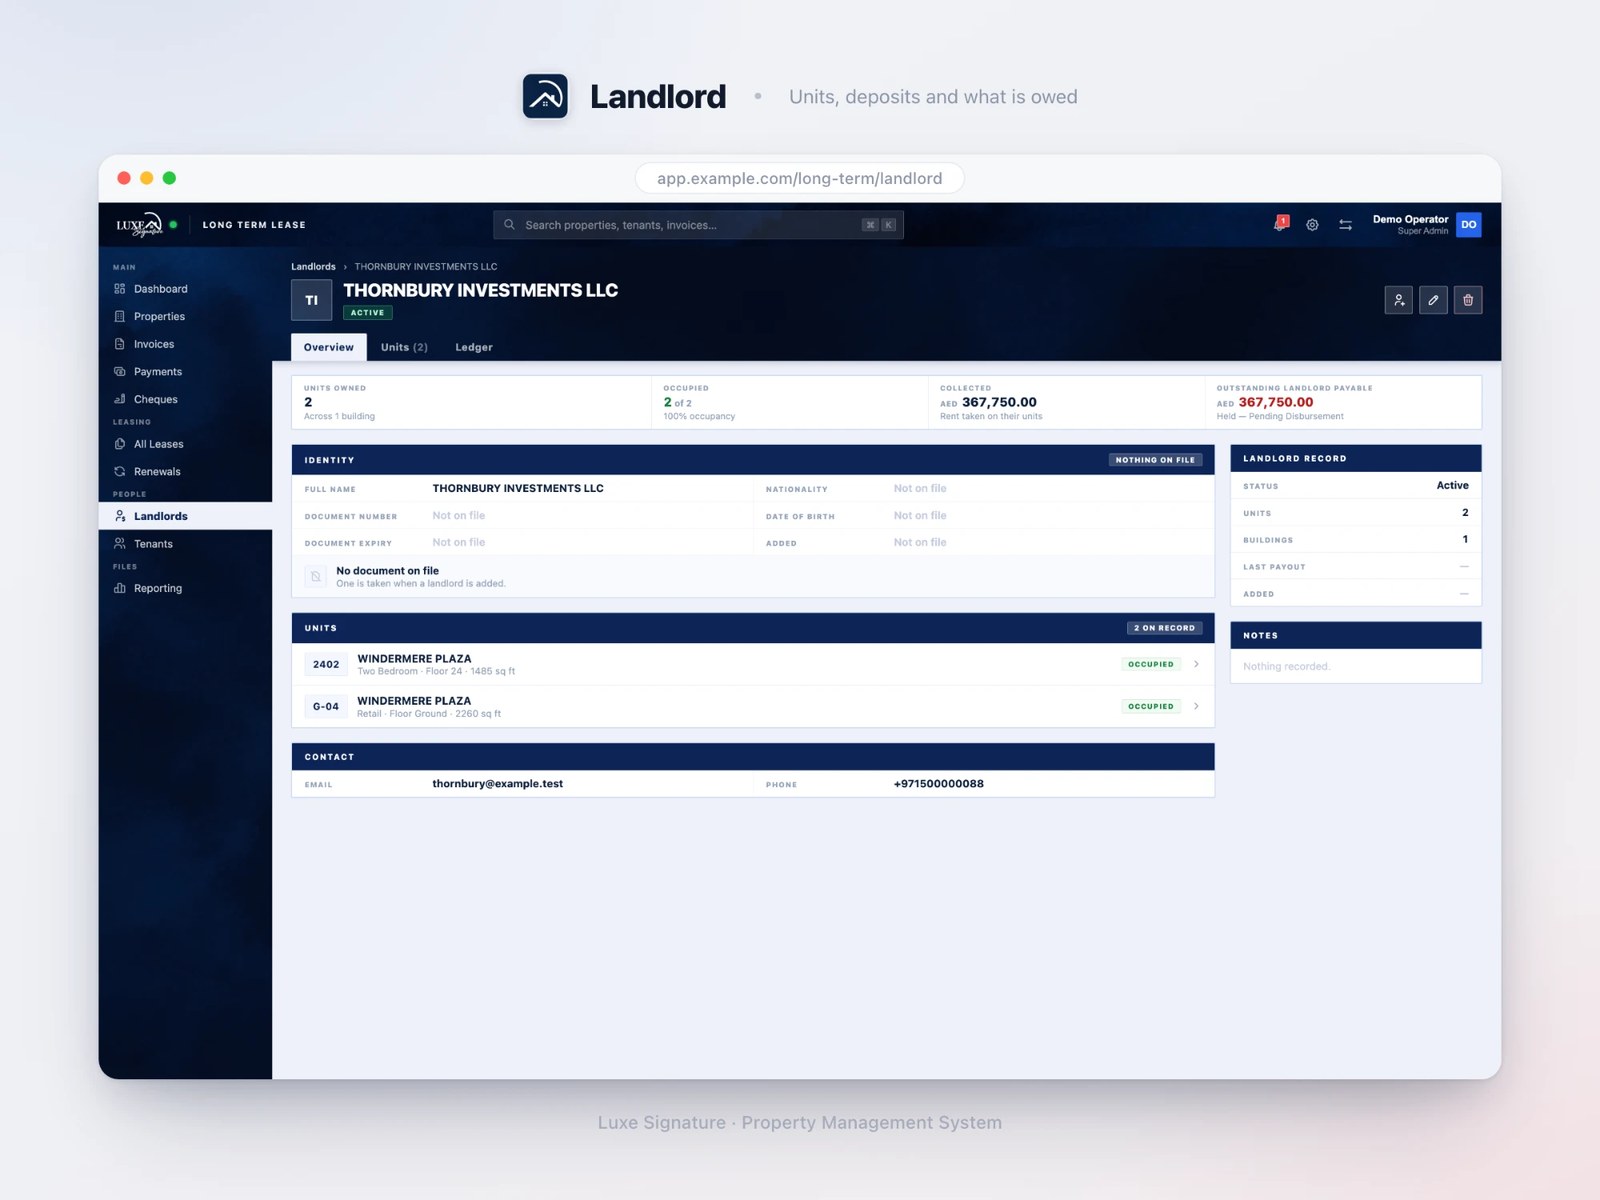 Landlord • Units, deposits and what is owed
app.example.com/long-term/landlord
LUXE Signature LONG TERM LEASE
Search properties, tenants, invoices... ⌘ K
1
Demo Operator
Super Admin
DO
MAIN
Dashboard
Properties
Invoices
Payments
Cheques
LEASING
All Leases
Renewals
PEOPLE
Landlords
Tenants
FILES
Reporting
Landlords › THORNBURY INVESTMENTS LLC
TI
THORNBURY INVESTMENTS LLC
ACTIVE
Overview Units (2) Ledger
UNITS OWNED
2
Across 1 building
OCCUPIED
2 of 2
100% occupancy
COLLECTED
AED 367,750.00
Rent taken on their units
OUTSTANDING LANDLORD PAYABLE
AED 367,750.00
Held — Pending Disbursement
IDENTITY NOTHING ON FILE
FULL NAME THORNBURY INVESTMENTS LLC NATIONALITY Not on file
DOCUMENT NUMBER Not on file DATE OF BIRTH Not on file
DOCUMENT EXPIRY Not on file ADDED Not on file
No document on file
One is taken when a landlord is added.
UNITS 2 ON RECORD
2402
WINDERMERE PLAZA
Two Bedroom · Floor 24 · 1485 sq ft
OCCUPIED
G-04
WINDERMERE PLAZA
Retail · Floor Ground · 2260 sq ft
OCCUPIED
CONTACT
EMAIL thornbury@example.test PHONE +971500000088
LANDLORD RECORD
STATUS Active
UNITS 2
BUILDINGS 1
LAST PAYOUT —
ADDED —
NOTES
Nothing recorded.
Luxe Signature · Property Management System